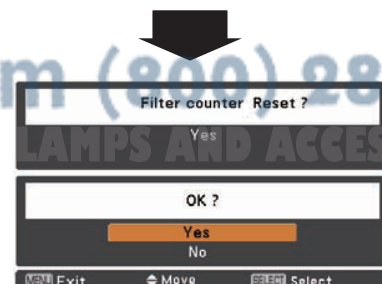 m (800) 28
Filter counter Reset ?
Yes
LAMPS AND ACCES
OK ?
Yes
No
MENU Exit Move SELECT Select